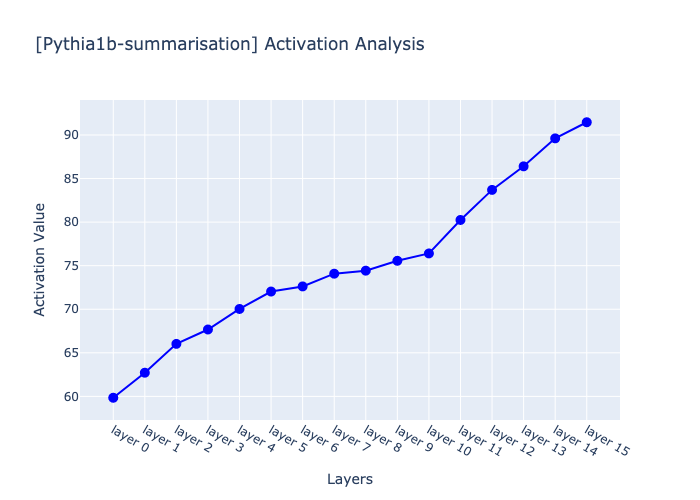 [Pythia1b-summarisation] Activation Analysis
Activation Value
90
85
80
75
70
65
60
layer 0
layer 1
layer 2
layer 3
layer 4
layer 5
layer 6
layer 7
layer 8
layer 9
layer 10
layer 11
layer 12
layer 13
layer 14
layer 15
Layers